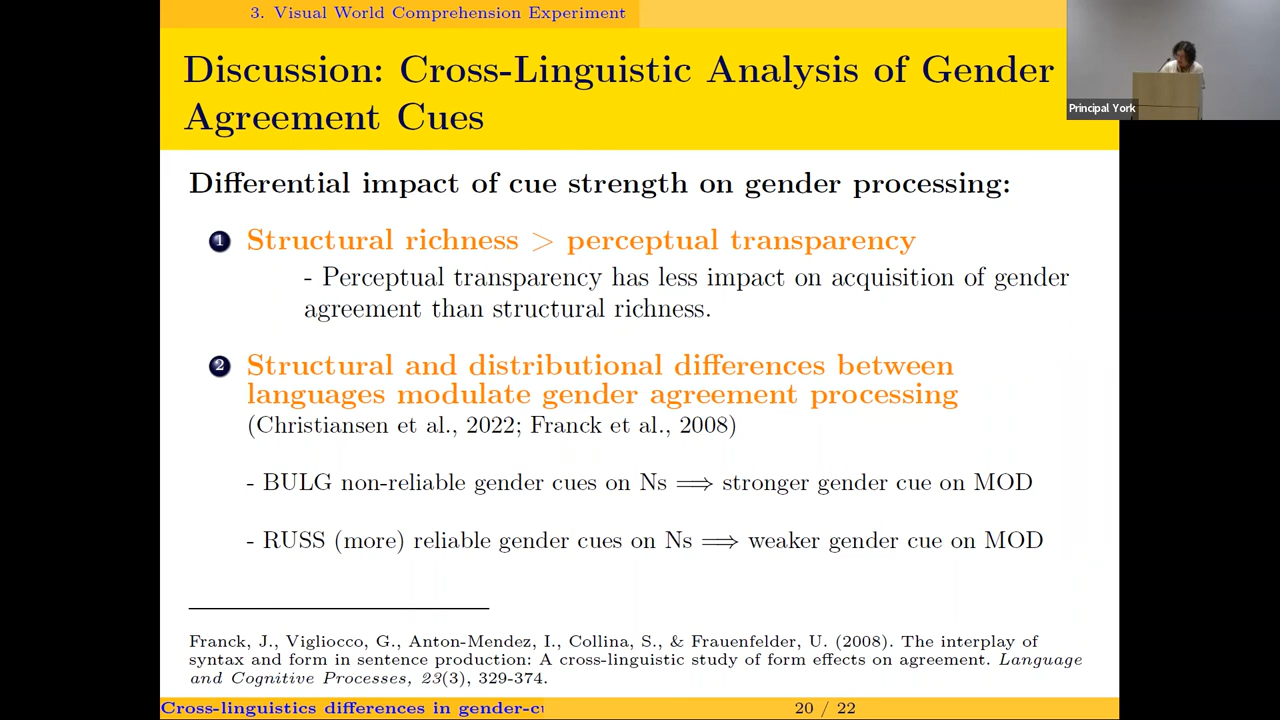 3. Visual World Comprehension Experiment
Discussion: Cross-Linguistic Analysis of Gender
Agreement Cues
Principal York
Differential impact of cue strength on gender processing:
1 Structural richness > perceptual transparency
- Perceptual transparency has less impact on acquisition of gender
agreement than structural richness.
2 Structural and distributional differences between
languages modulate gender agreement processing
(Christiansen et al., 2022; Franck et al., 2008)
- BULG non-reliable gender cues on Ns ⟹ stronger gender cue on MOD
- RUSS (more) reliable gender cues on Ns ⟹ weaker gender cue on MOD
Franck, J., Vigliocco, G., Anton-Mendez, I., Collina, S., & Frauenfelder, U. (2008). The interplay of
syntax and form in sentence production: A cross-linguistic study of form effects on agreement. Language
and Cognitive Processes, 23(3), 329-374.
Cross-linguistics differences in gender-c
20 / 22